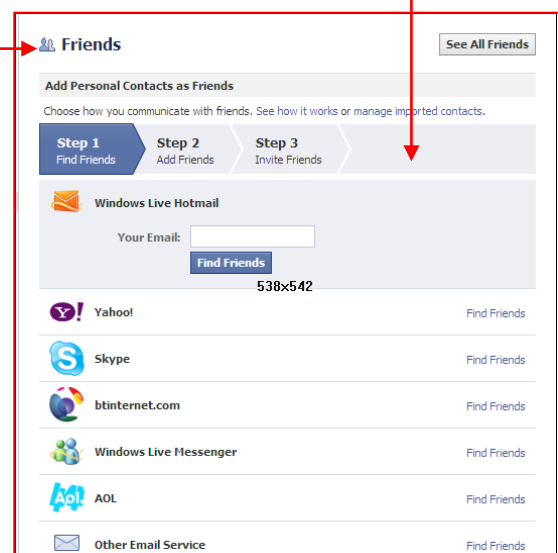 Friends
See All Friends
Add Personal Contacts as Friends
Choose how you communicate with friends. See how it works or manage imported contacts.
Step 1 Step 2 Step 3
Find Friends Add Friends Invite Friends
Windows Live Hotmail
Your Email:
Find Friends
538x542
Yahoo! Find Friends
Skype Find Friends
btinternet.com Find Friends
Windows Live Messenger Find Friends
Aol. AOL Find Friends
Other Email Service Find Friends